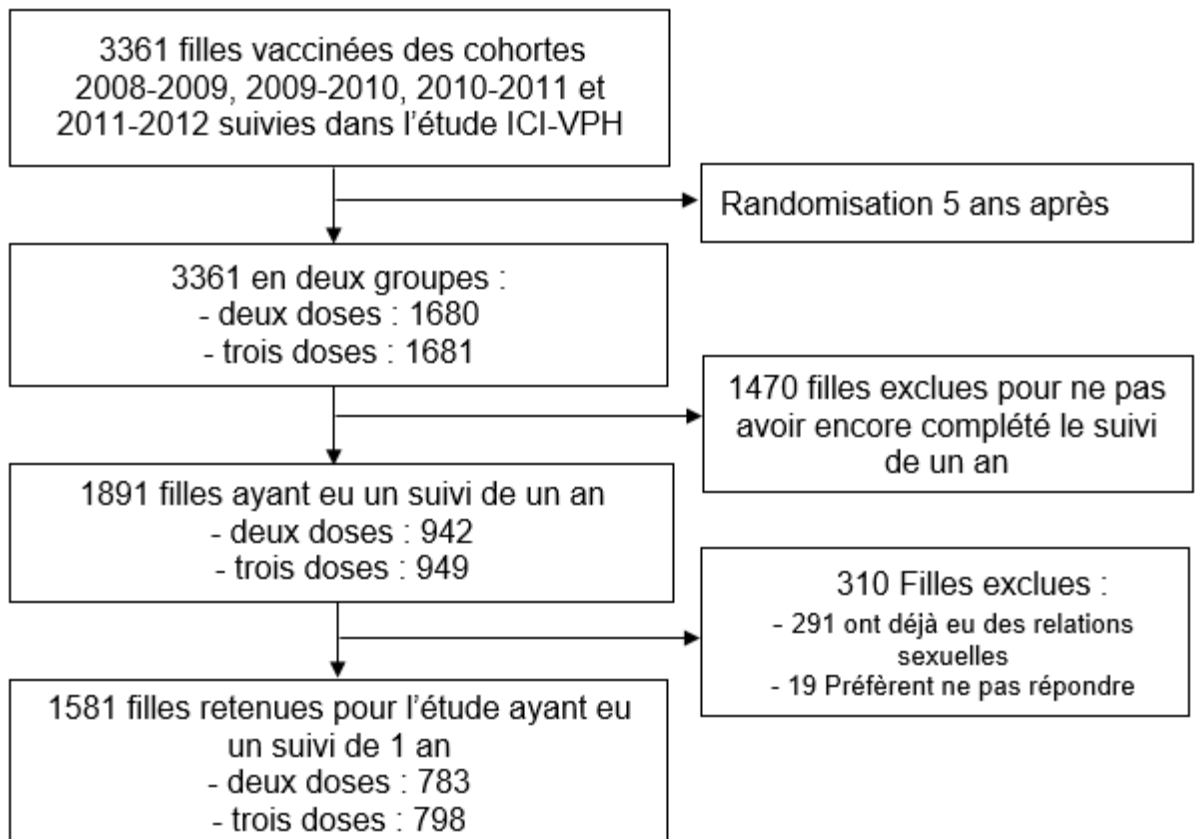 3361 filles vaccinées des cohortes
2008-2009, 2009-2010, 2010-2011 et
2011-2012 suivies dans l’étude ICI-VPH
Randomisation 5 ans après
3361 en deux groupes :
- deux doses : 1680
- trois doses : 1681
1470 filles exclues pour ne pas
avoir encore complété le suivi
de un an
1891 filles ayant eu un suivi de un an
- deux doses : 942
- trois doses : 949
310 Filles exclues :
- 291 ont déjà eu des relations
sexuelles
- 19 Préfèrent ne pas répondre
1581 filles retenues pour l’étude ayant eu
un suivi de 1 an
- deux doses : 783
- trois doses : 798